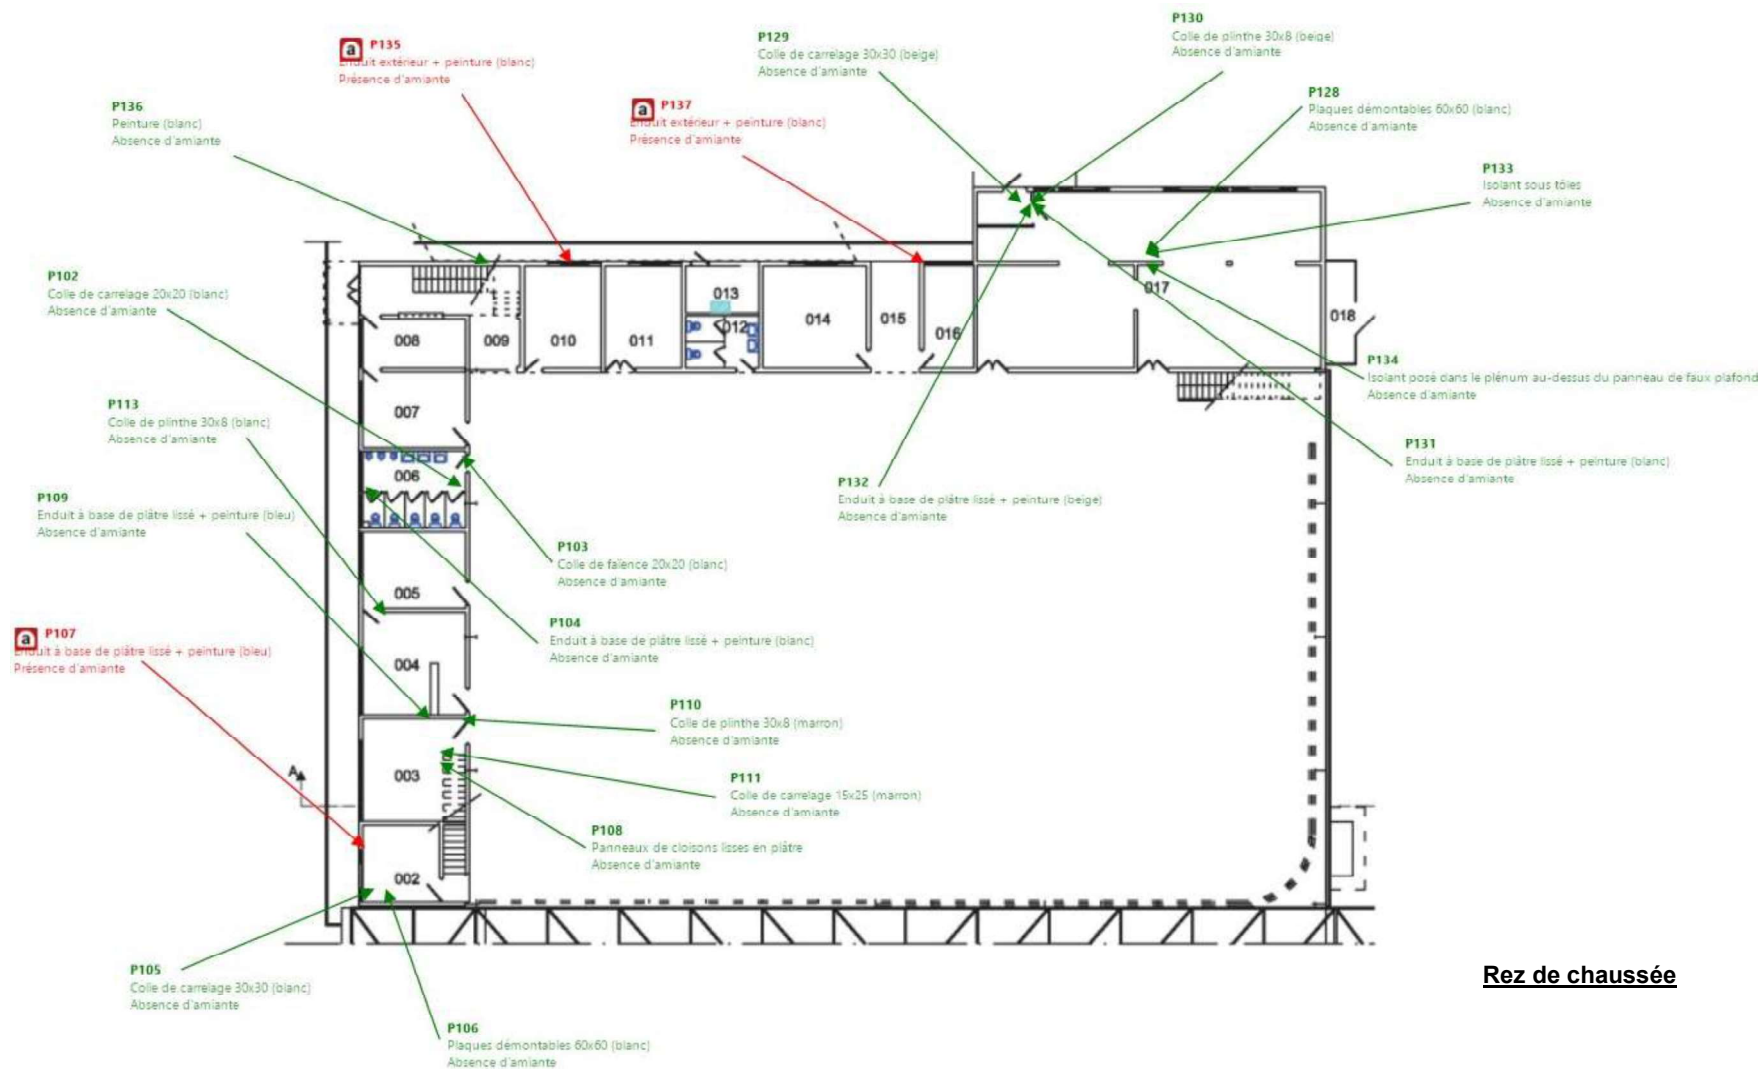 P130
Colle de plinthe 30x8 (beige)
Absence d'amiante
P129
Colle de carrelage 30x30 (beige)
Absence d'amiante
a P135
Enduit extérieur + peinture (blanc)
Présence d'amiante
P128
Plaques démontables 60x60 (blanc)
Absence d'amiante
P136
Peinture (blanc)
Absence d'amiante
a P137
Enduit extérieur + peinture (blanc)
Présence d'amiante
P133
Isolant sous tôles
Absence d'amiante
P102
Colle de carrelage 20x20 (blanc)
Absence d'amiante
013
012
017
008
009
010
011
014
015
016
018
P134
Isolant posé dans le plénum au-dessus du panneau de faux plafond
Absence d'amiante
P113
Colle de plinthe 30x8 (blanc)
Absence d'amiante
007
P131
Enduit à base de plâtre lissé + peinture (blanc)
Absence d'amiante
006
P132
Enduit à base de plâtre lissé + peinture (beige)
Absence d'amiante
P109
Enduit à base de plâtre lissé + peinture (bleu)
Absence d'amiante
P103
Colle de faïence 20x20 (blanc)
Absence d'amiante
005
P104
Enduit à base de plâtre lissé + peinture (blanc)
Absence d'amiante
a P107
Enduit à base de plâtre lissé + peinture (bleu)
Présence d'amiante
004
P110
Colle de plinthe 30x8 (marron)
Absence d'amiante
A
003
P111
Colle de carrelage 15x25 (marron)
Absence d'amiante
P108
Panneaux de cloisons lisses en plâtre
Absence d'amiante
002
P105
Colle de carrelage 30x30 (blanc)
Absence d'amiante
Rez de chaussée
P106
Plaques démontables 60x60 (blanc)
Absence d'amiante